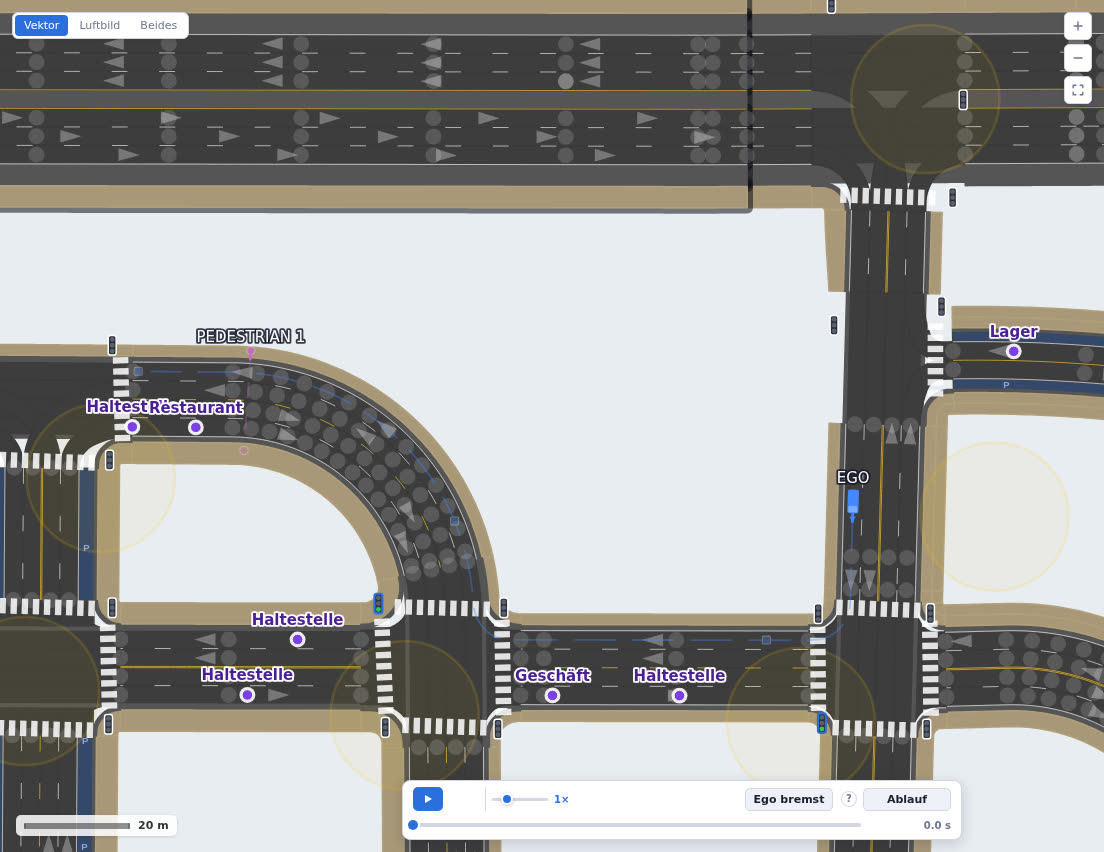 Vektor Luftbild Beides
+
−
PEDESTRIAN 1
Lager
P
Restaurant
EGO
P
Haltestelle
Haltestelle
Geschäft
Haltestelle
P
1×
Ego bremst
?
Ablauf
20 m
0.0 s
P